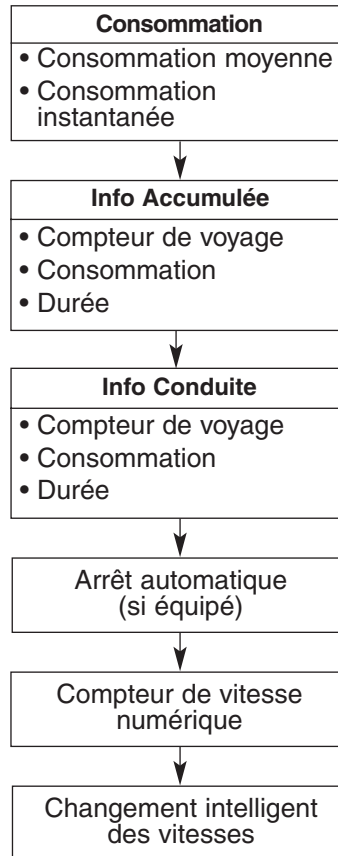 Consommation
• Consommation moyenne
• Consommation
instantanée
Info Accumulée
• Compteur de voyage
• Consommation
• Durée
Info Conduite
• Compteur de voyage
• Consommation
• Durée
Arrêt automatique
(si équipé)
Compteur de vitesse
numérique
Changement intelligent
des vitesses